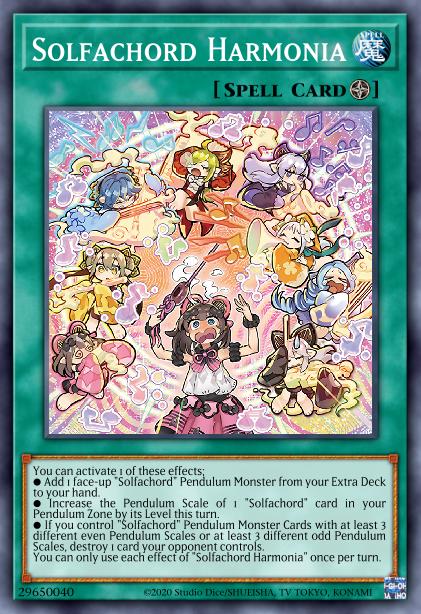 Solfachord Harmonia
SPELL
魔
[Spell Card]
You can activate 1 of these effects;
● Add 1 face-up "Solfachord" Pendulum Monster from your Extra Deck
to your hand.
● Increase the Pendulum Scale of 1 "Solfachord" card in your
Pendulum Zone by its Level this turn.
● If you control "Solfachord" Pendulum Monster Cards with at least 3
different even Pendulum Scales or at least 3 different odd Pendulum
Scales, destroy 1 card your opponent controls.
You can only use each effect of "Solfachord Harmonia" once per turn.
29650040
©2020 Studio Dice/SHUEISHA, TV TOKYO, KONAMI